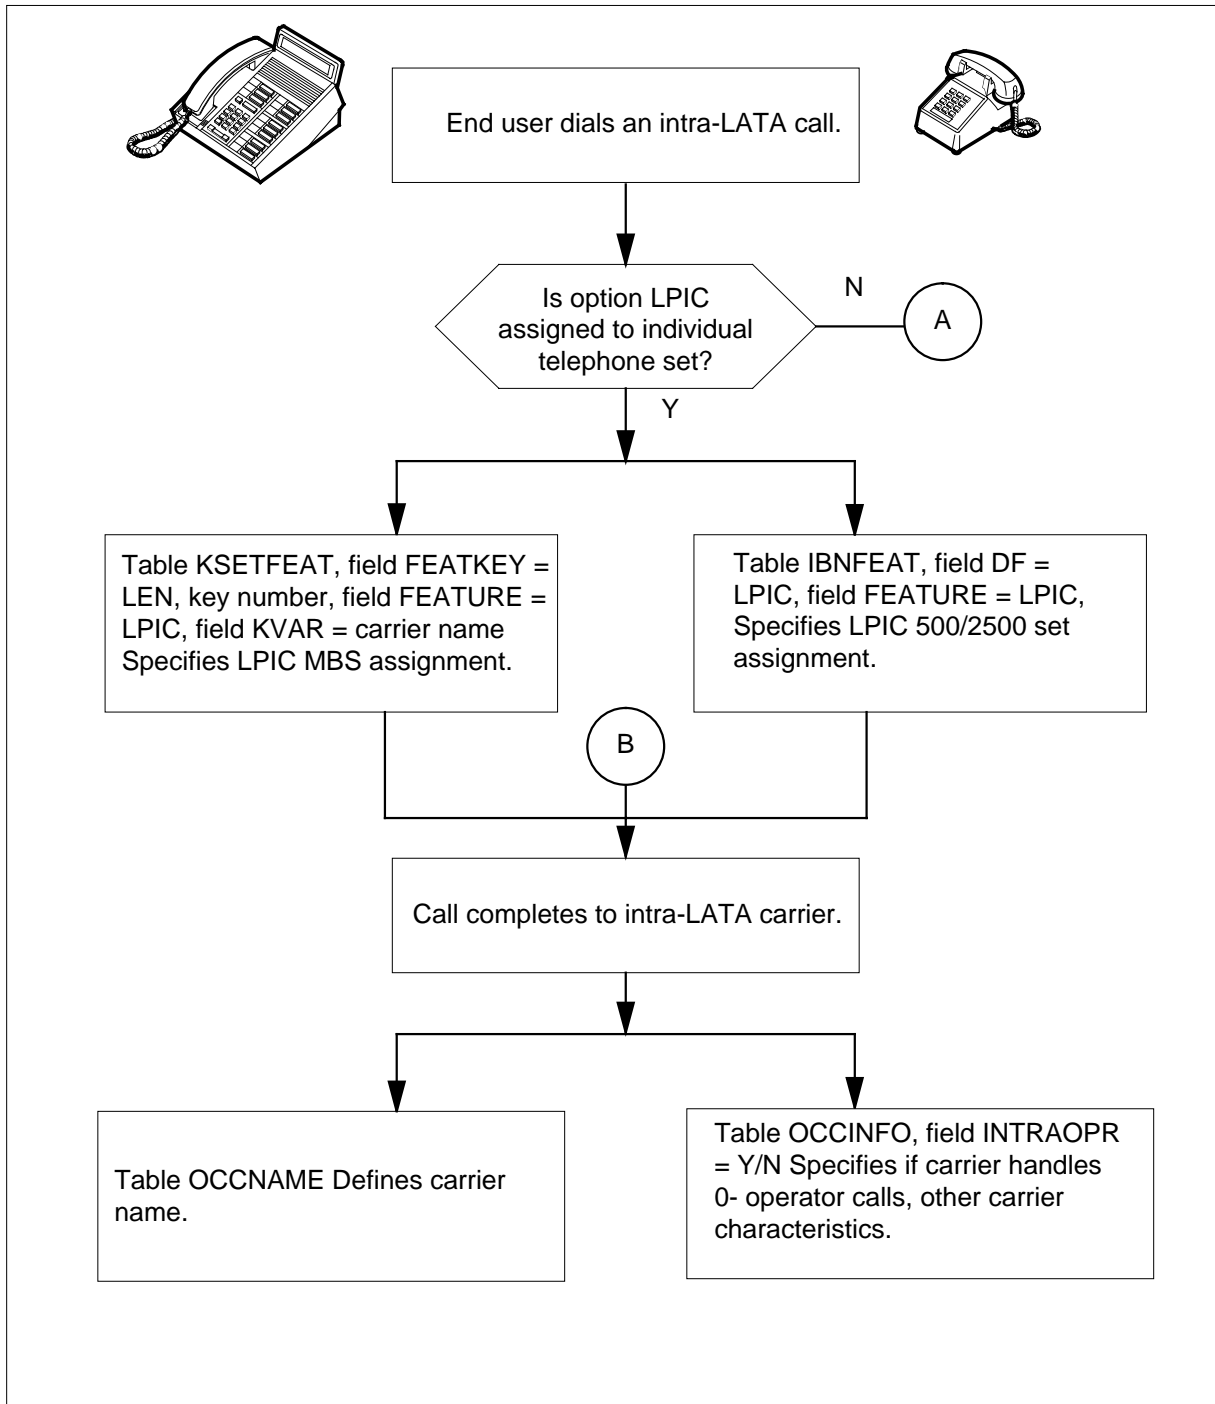 End user dials an intra-LATA call.
Is option LPIC
assigned to individual
telephone set?
N
A
Y
Table KSETFEAT, field FEATKEY =
LEN, key number, field FEATURE =
LPIC, field KVAR = carrier name
Specifies LPIC MBS assignment.
Table IBNFEAT, field DF =
LPIC, field FEATURE = LPIC,
Specifies LPIC 500/2500 set
assignment.
B
Call completes to intra-LATA carrier.
Table OCCNAME Defines carrier
name.
Table OCCINFO, field INTRAOPR
= Y/N Specifies if carrier handles
0- operator calls, other carrier
characteristics.